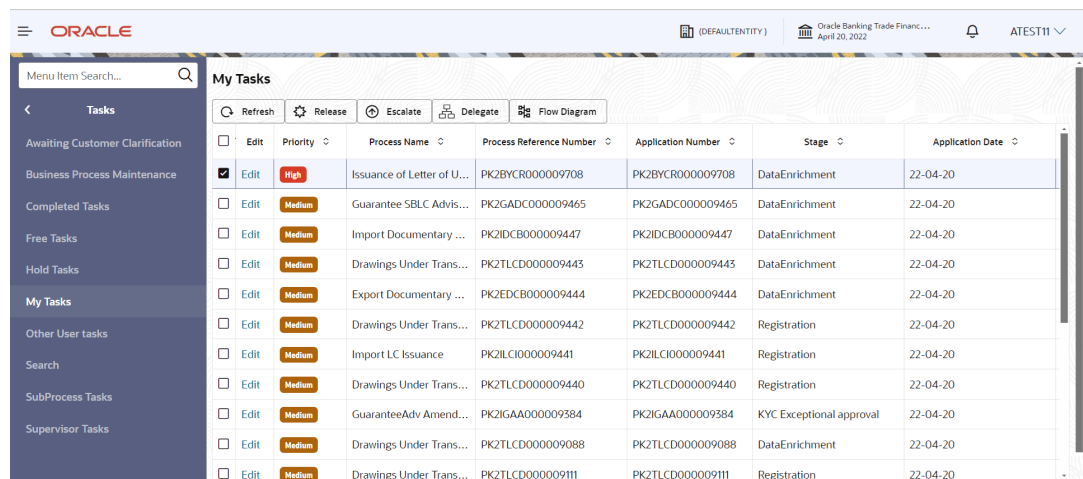 ORACLE
(DEFAULTENTITY )
Oracle Banking Trade Financ...
April 20, 2022
ATEST11
Menu Item Search...
Tasks
Awaiting Customer Clarification
Business Process Maintenance
Completed Tasks
Free Tasks
Hold Tasks
My Tasks
Other User tasks
Search
SubProcess Tasks
Supervisor Tasks
My Tasks
Refresh Release Escalate Delegate Flow Diagram
Edit Priority Process Name Process Reference Number Application Number Stage Application Date
Edit High Issuance of Letter of U... PK2BYCR000009708 PK2BYCR000009708 DataEnrichment 22-04-20
Edit Medium Guarantee SBLC Advis... PK2GADC000009465 PK2GADC000009465 DataEnrichment 22-04-20
Edit Medium Import Documentary ... PK2IDCB000009447 PK2IDCB000009447 DataEnrichment 22-04-20
Edit Medium Drawings Under Trans... PK2TLCD000009443 PK2TLCD000009443 DataEnrichment 22-04-20
Edit Medium Export Documentary ... PK2EDCB000009444 PK2EDCB000009444 DataEnrichment 22-04-20
Edit Medium Drawings Under Trans... PK2TLCD000009442 PK2TLCD000009442 Registration 22-04-20
Edit Medium Import LC Issuance PK2ILCI000009441 PK2ILCI000009441 Registration 22-04-20
Edit Medium Drawings Under Trans... PK2TLCD000009440 PK2TLCD000009440 Registration 22-04-20
Edit Medium GuaranteeAdv Amend... PK2IGAA000009384 PK2IGAA000009384 KYC Exceptional approval 22-04-20
Edit Medium Drawings Under Trans... PK2TLCD000009088 PK2TLCD000009088 DataEnrichment 22-04-20
Edit Medium Drawings Under Trans... PK2TLCD000009111 PK2TLCD000009111 Registration 22-04-20